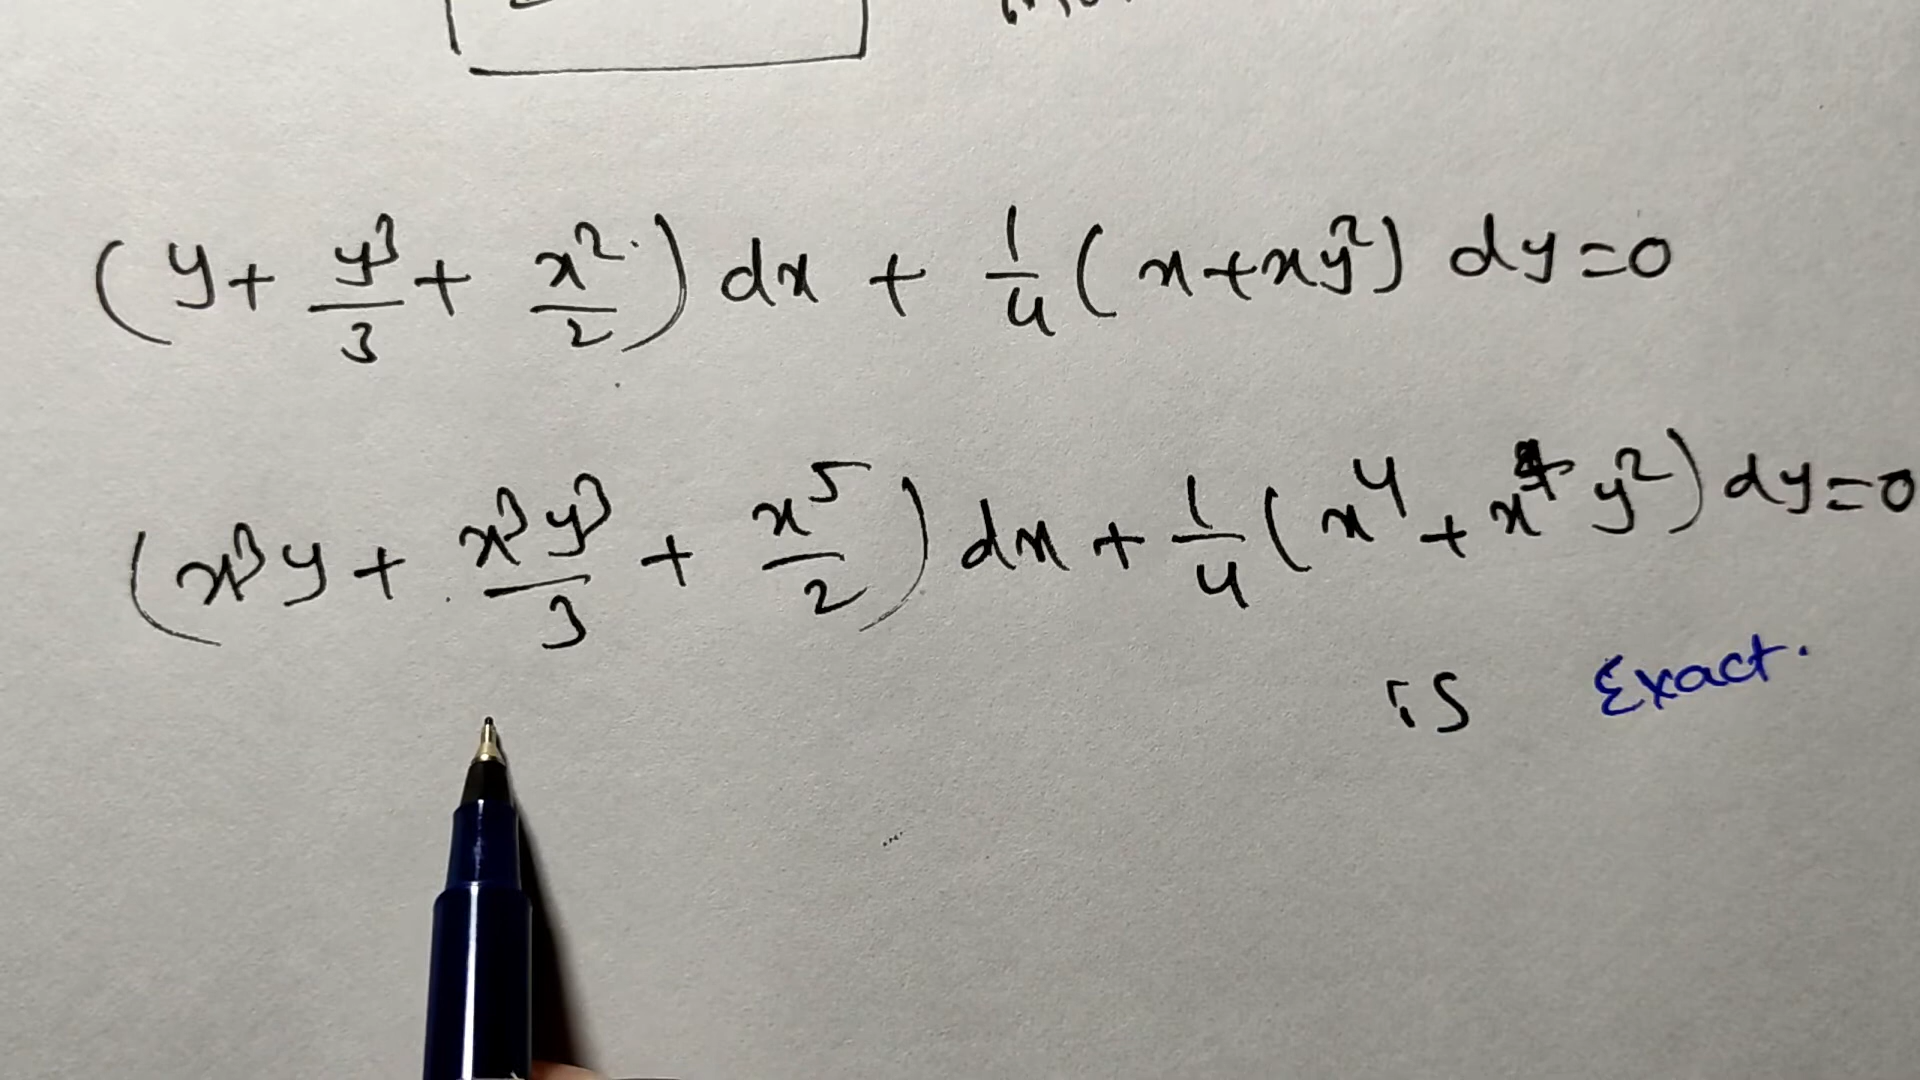 (y + y³/3 + x²/2) dx + 1/4 (x + xy²) dy = 0
(x³y + x³y³/3 + x⁵/2) dx + 1/4 (x⁴ + x⁴y²) dy = 0
is Exact.